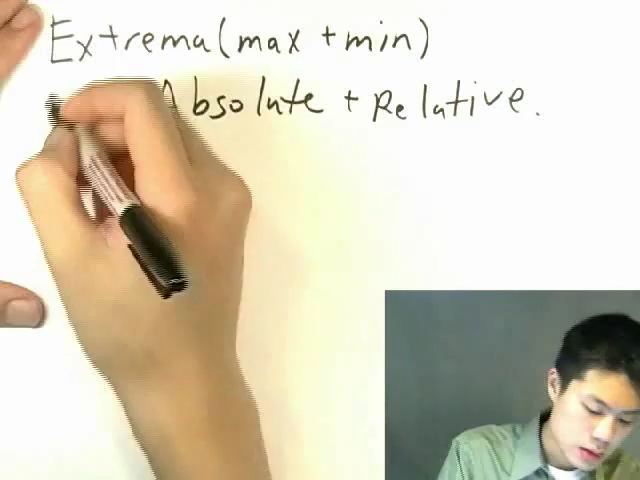 Extrema (max + min)
Absolute + Relative.